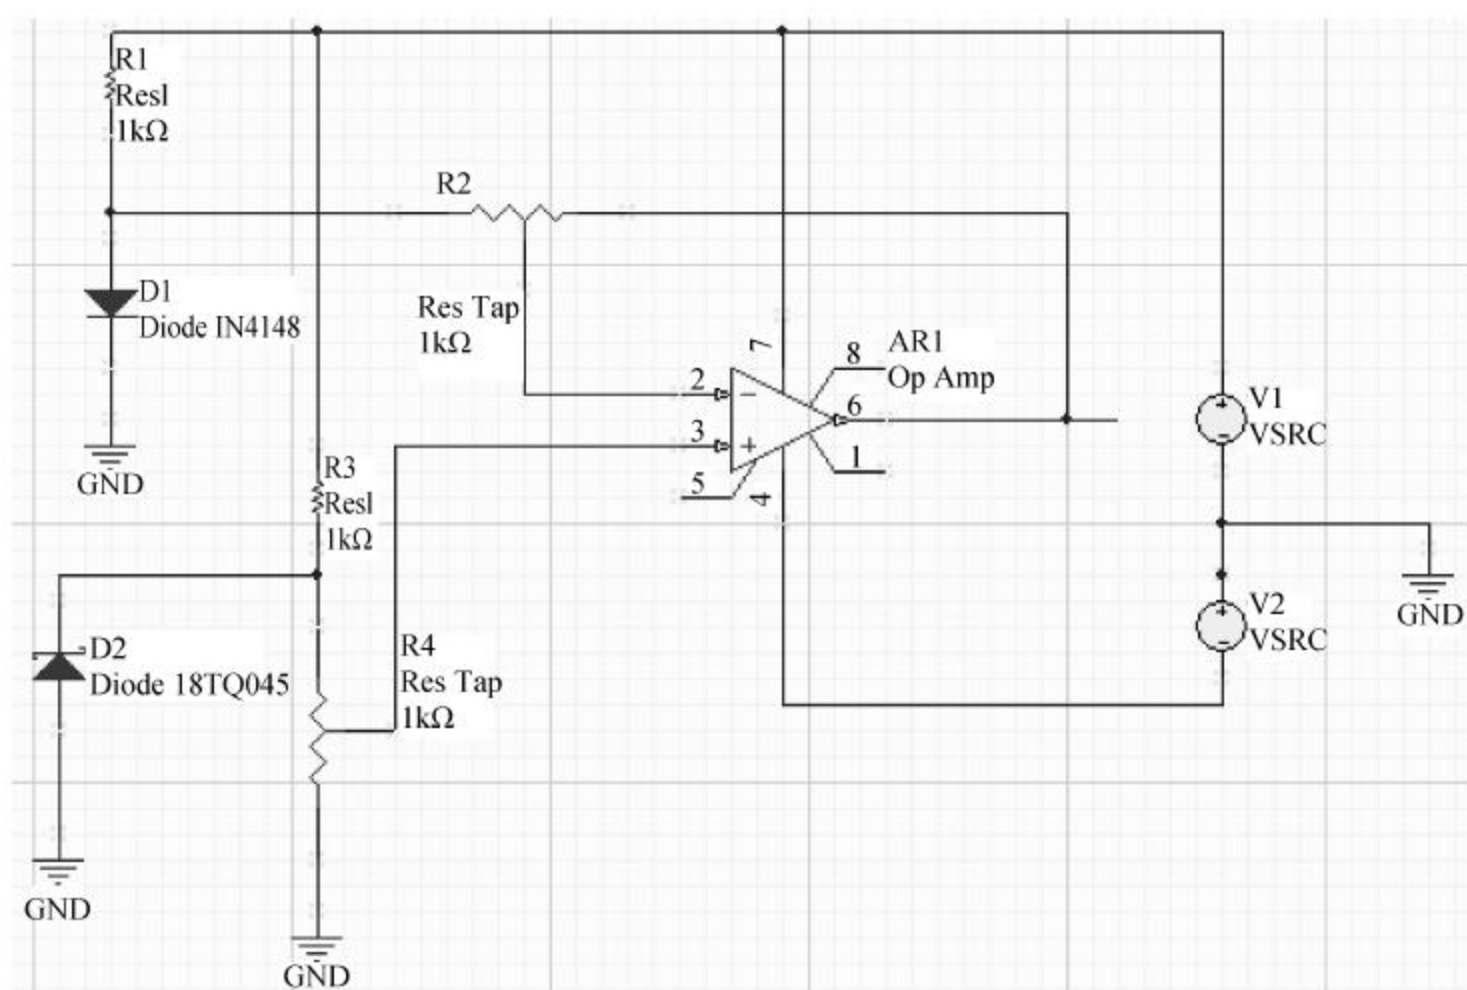 R1
Resl
1kΩ
R2
D1
Diode IN4148
Res Tap
1kΩ
7
8
AR1
Op Amp
2
−
6
3
+
1
5
4
V1
VSRC
+
−
GND
R3
Resl
1kΩ
GND
V2
VSRC
+
−
D2
Diode 18TQ045
R4
Res Tap
1kΩ
GND
GND